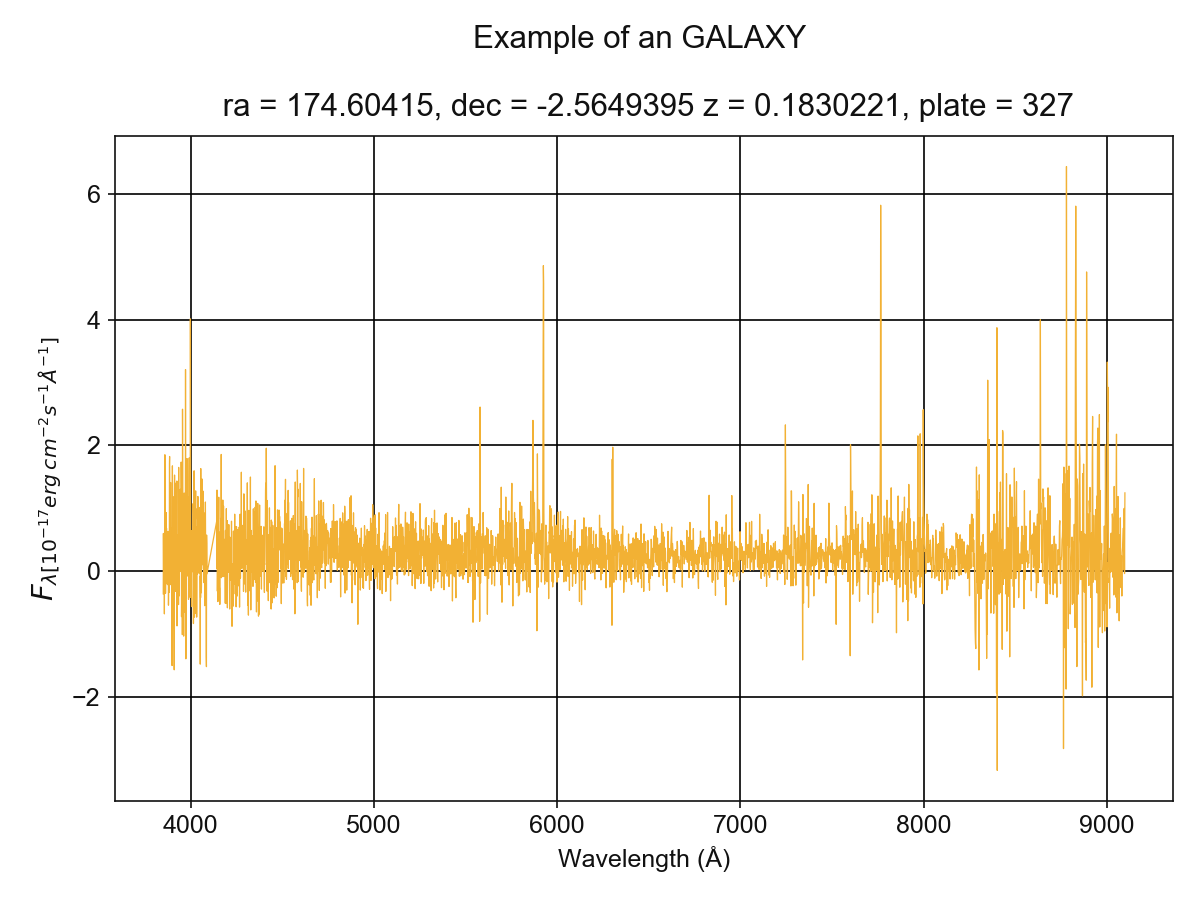 Example of an GALAXY
ra = 174.60415, dec = -2.5649395 z = 0.1830221, plate = 327
6
4
2
0
−2
F_λ[10^{−17} erg cm^{−2} s^{−1} Å^{−1}]
4000 5000 6000 7000 8000 9000
Wavelength (Å)